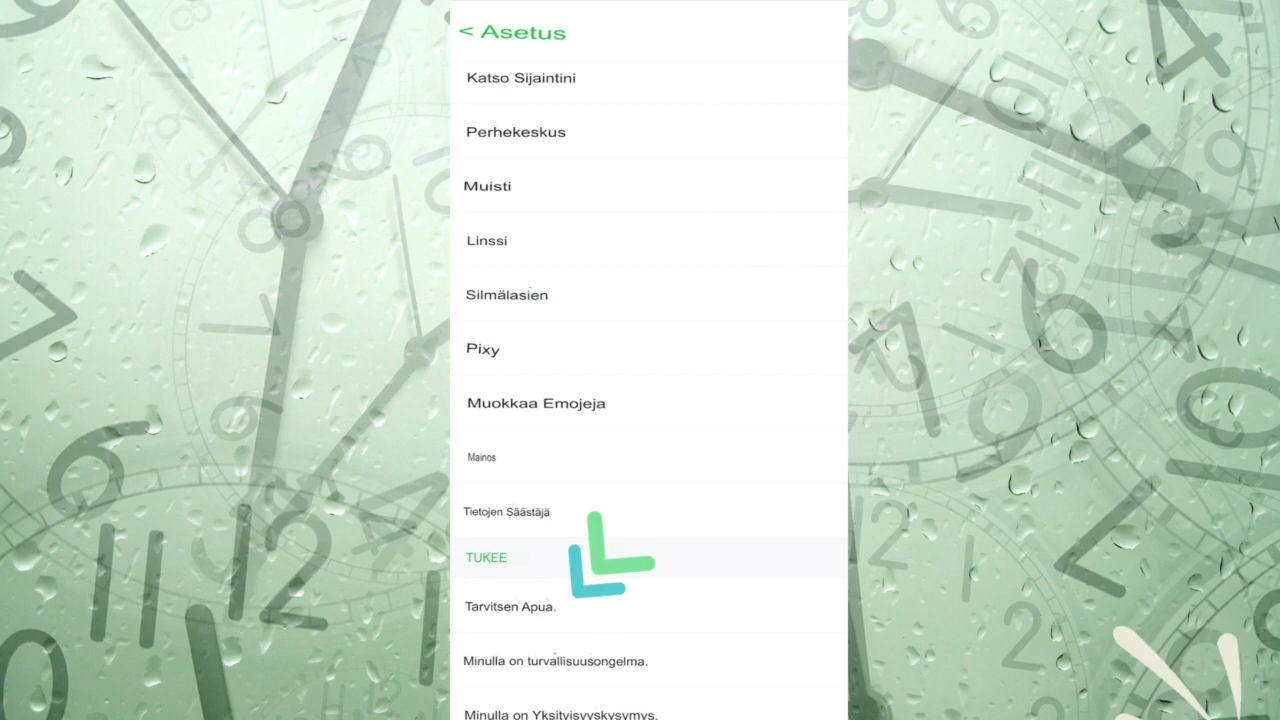 < Asetus
Katso Sijaintini
Perhekeskus
Muisti
Linssi
Silmälasien
Pixy
Muokkaa Emojeja
Mainos
Tietojen Säästäjä
TUKEE
Tarvitsen Apua.
Minulla on turvallisuusongelma.
Minulla on Yksityisyyskysymys.